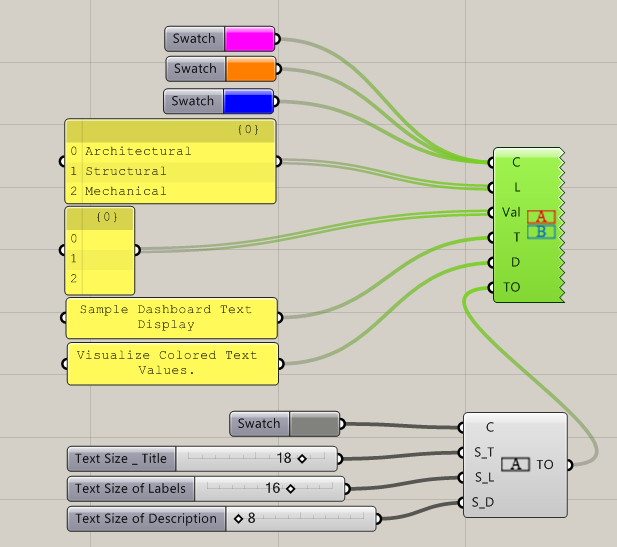 Swatch
Swatch
Swatch
{0}
0 Architectural
1 Structural
2 Mechanical
{0}
0
1
2
Sample Dashboard Text
Display
Visualize Colored Text
Values.
C
L
Val
T
D
TO
A
B
Swatch
Text Size _ Title
18
Text Size of Labels
16
Text Size of Description
8
C
S_T
S_L
S_D
A
TO